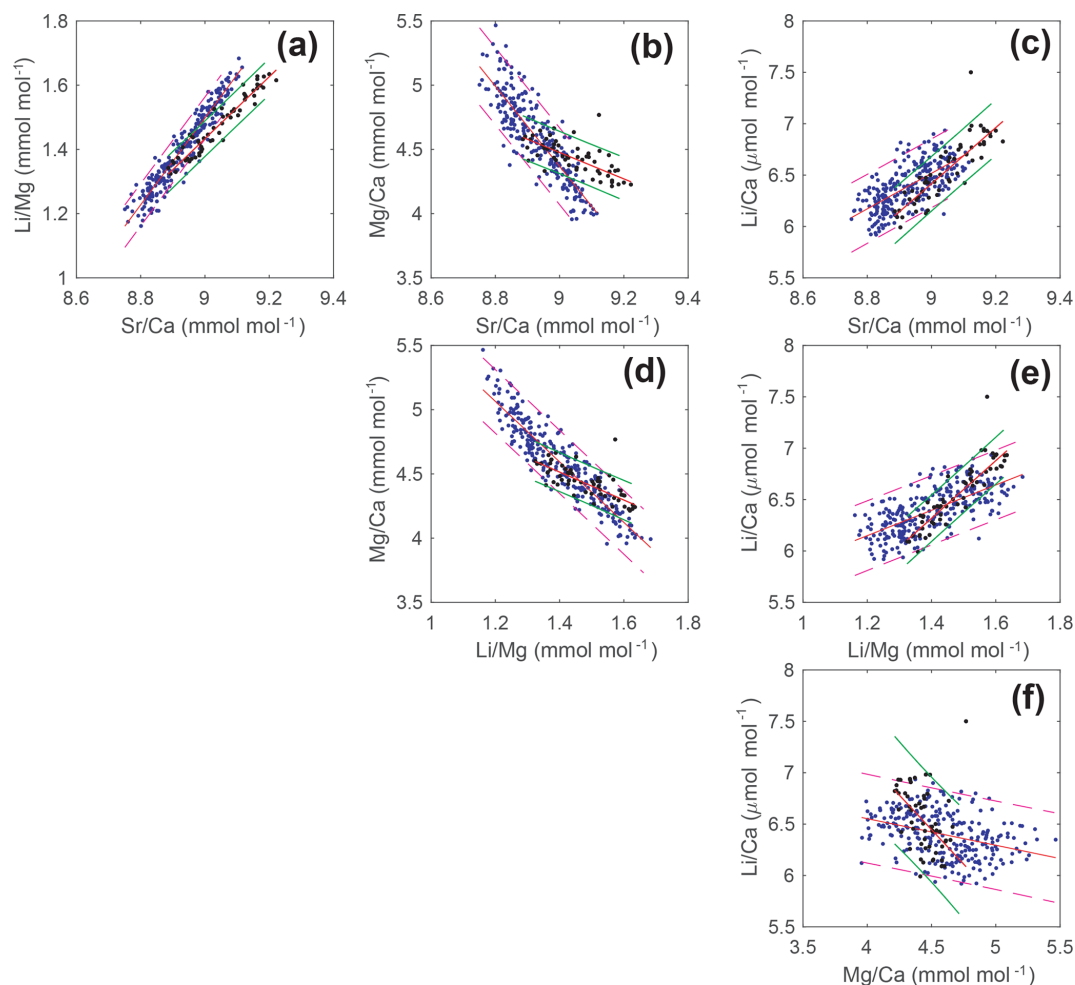 (a)
1.8
1.6
1.4
1.2
1
Li/Mg (mmol mol⁻¹)
8.6 8.8 9 9.2 9.4
Sr/Ca (mmol mol⁻¹)
(b)
5.5
5
4.5
4
3.5
Mg/Ca (mmol mol⁻¹)
8.6 8.8 9 9.2 9.4
Sr/Ca (mmol mol⁻¹)
(c)
8
7.5
7
6.5
6
5.5
Li/Ca (μmol mol⁻¹)
8.6 8.8 9 9.2 9.4
Sr/Ca (mmol mol⁻¹)
(d)
5.5
5
4.5
4
3.5
Mg/Ca (mmol mol⁻¹)
1 1.2 1.4 1.6 1.8
Li/Mg (mmol mol⁻¹)
(e)
8
7.5
7
6.5
6
5.5
Li/Ca (μmol mol⁻¹)
1 1.2 1.4 1.6 1.8
Li/Mg (mmol mol⁻¹)
(f)
8
7.5
7
6.5
6
5.5
Li/Ca (μmol mol⁻¹)
3.5 4 4.5 5 5.5
Mg/Ca (mmol mol⁻¹)